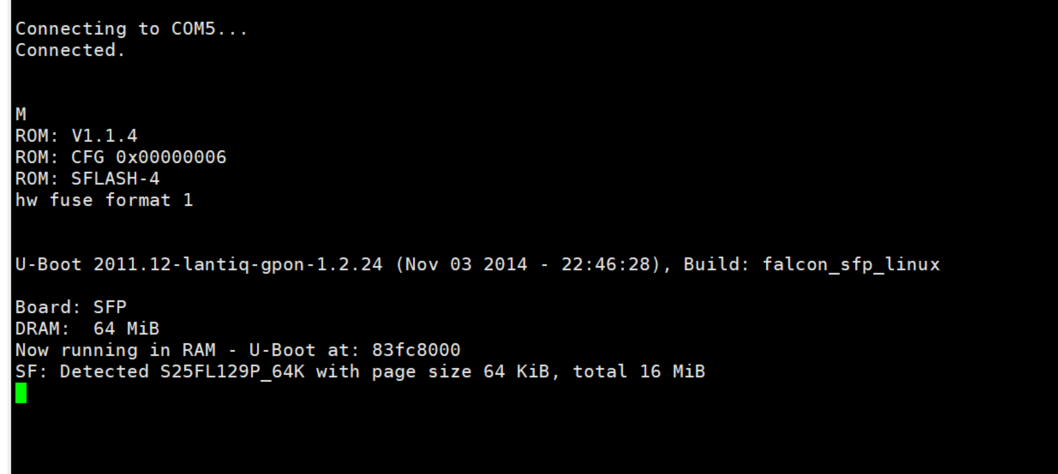 Connecting to COM5...
Connected.
M
ROM: V1.1.4
ROM: CFG 0x00000006
ROM: SFLASH-4
hw fuse format 1
U-Boot 2011.12-lantiq-gpon-1.2.24 (Nov 03 2014 - 22:46:28), Build: falcon_sfp_linux
Board: SFP
DRAM:  64 MiB
Now running in RAM - U-Boot at: 83fc8000
SF: Detected S25FL129P_64K with page size 64 KiB, total 16 MiB